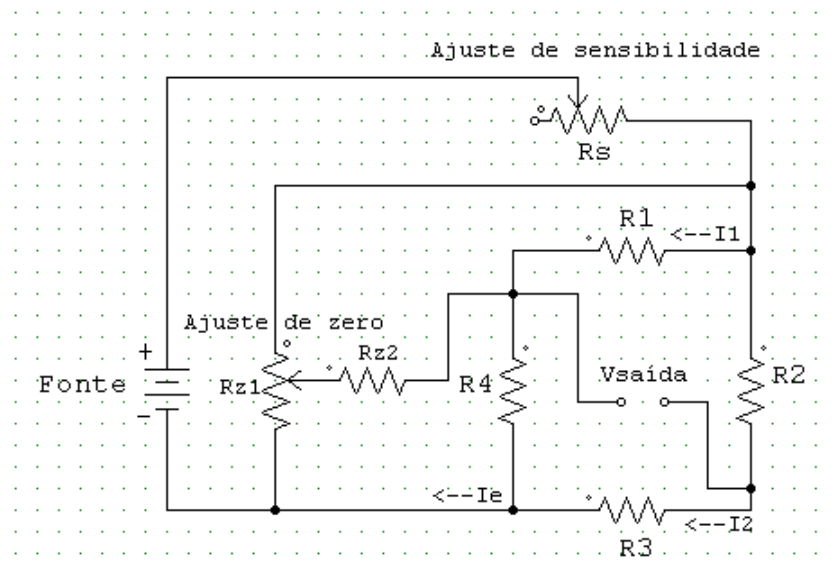 Ajuste de sensibilidade
Rs
R1
<--I1
Ajuste de zero
Rz2
+
Fonte
-
Rz1
R4
Vsaída
R2
<--Ie
<--I2
R3